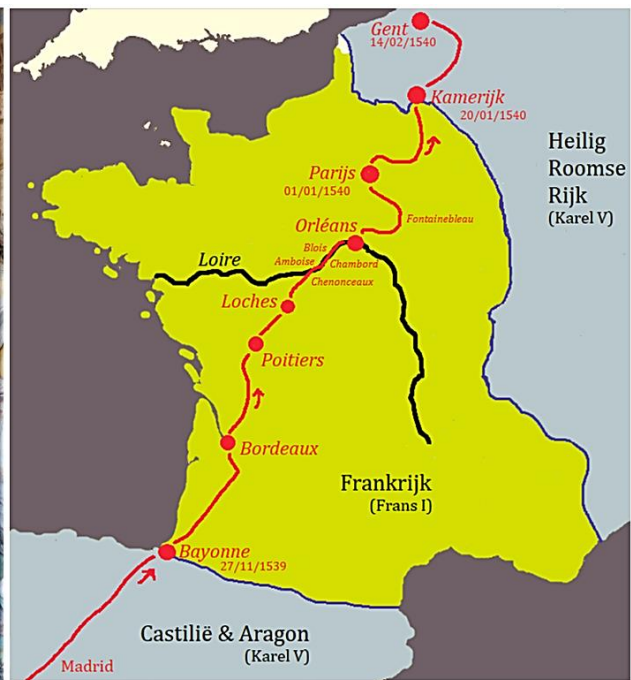 Gent
14/02/1540
Kamerijk
20/01/1540
Heilig
Roomse
Rijk
(Karel V)
Parijs
01/01/1540
Fontainebleau
Orléans
Blois
Loire
Amboise
Chambord
Chenonceaux
Loches
Poitiers
Bordeaux
Frankrijk
(Frans I)
Bayonne
27/11/1539
Castilië & Aragon
(Karel V)
Madrid